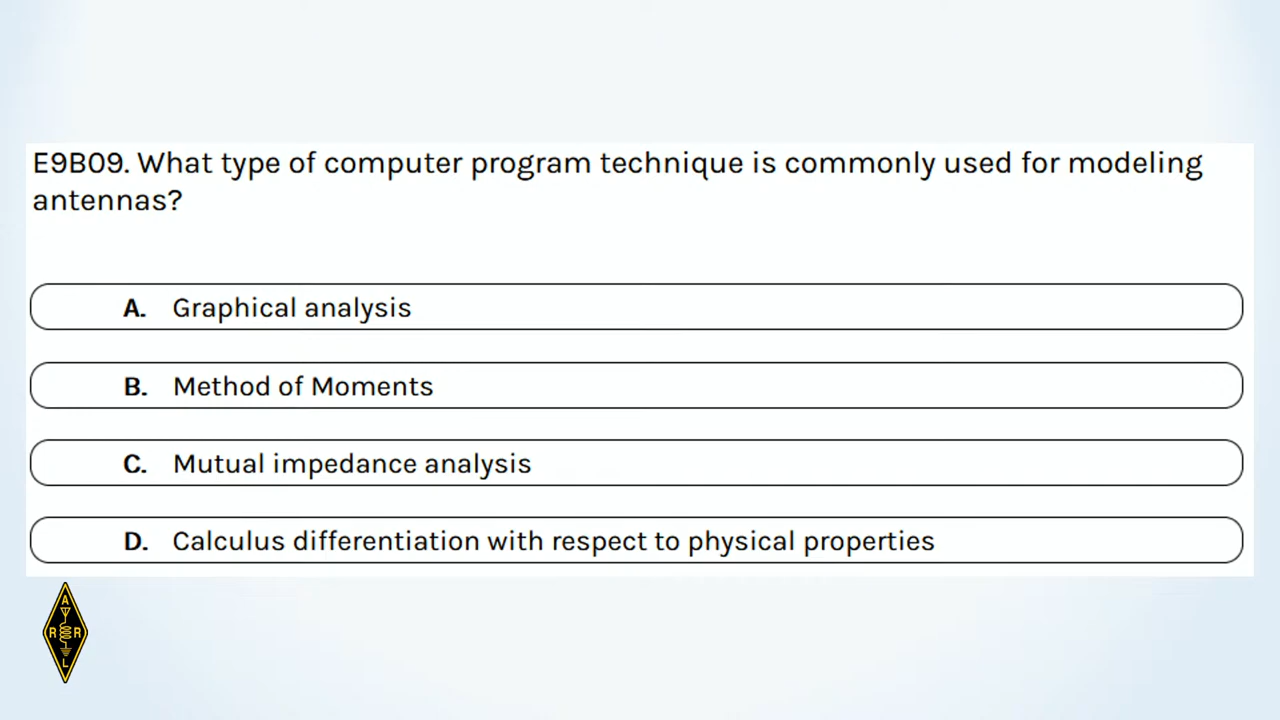 E9B09. What type of computer program technique is commonly used for modeling
antennas?
A. Graphical analysis
B. Method of Moments
C. Mutual impedance analysis
D. Calculus differentiation with respect to physical properties
A
R R
L